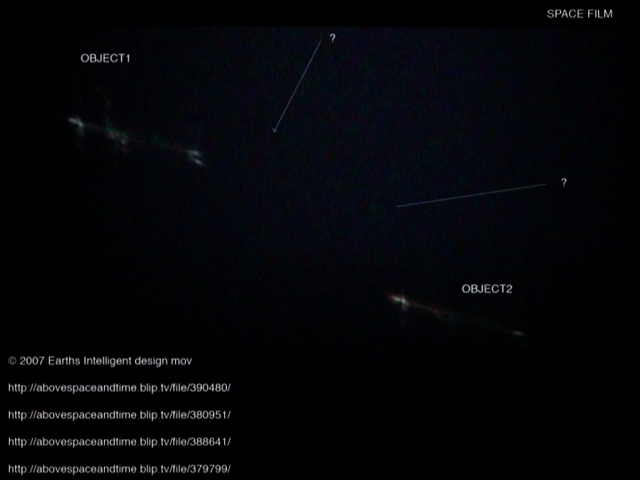 SPACE FILM
?
OBJECT1
?
OBJECT2
© 2007 Earths Intelligent design mov
http://abovespaceandtime.blip.tv/file/390480/
http://abovespaceandtime.blip.tv/file/380951/
http://abovespaceandtime.blip.tv/file/388641/
http://abovespaceandtime.blip.tv/file/379799/